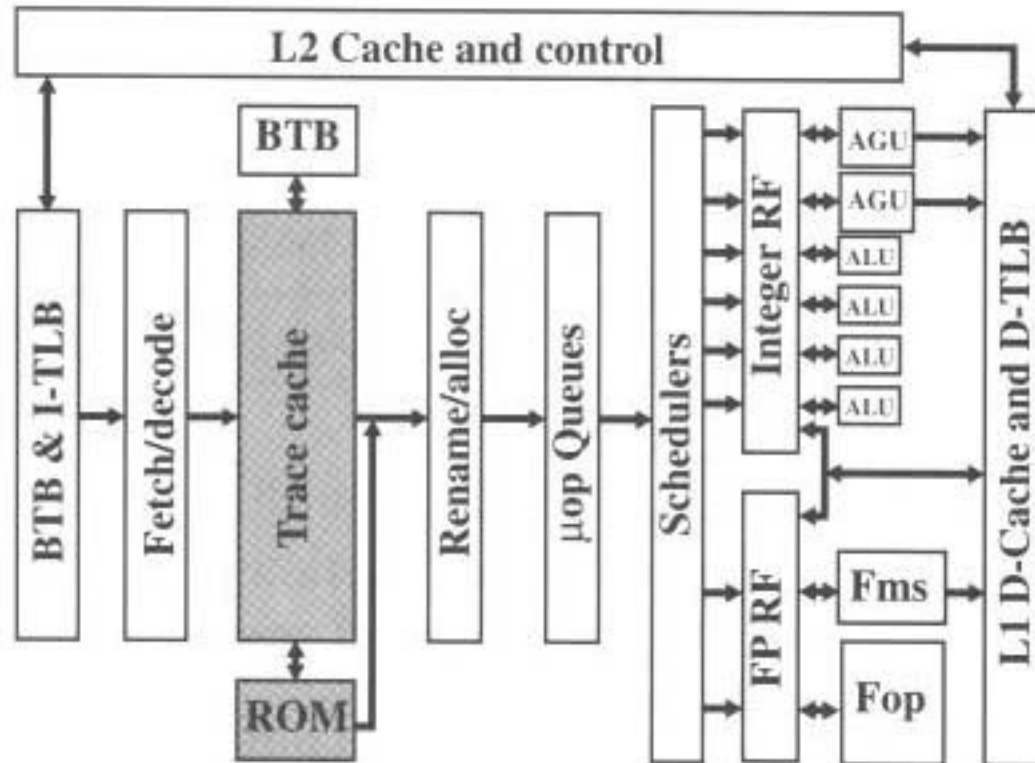 L2 Cache and control
BTB
BTB & I-TLB
Fetch/decode
Trace cache
ROM
Rename/alloc
µop Queues
Schedulers
Integer RF
FP RF
AGU
AGU
ALU
ALU
ALU
ALU
Fms
Fop
L1 D-Cache and D-TLB